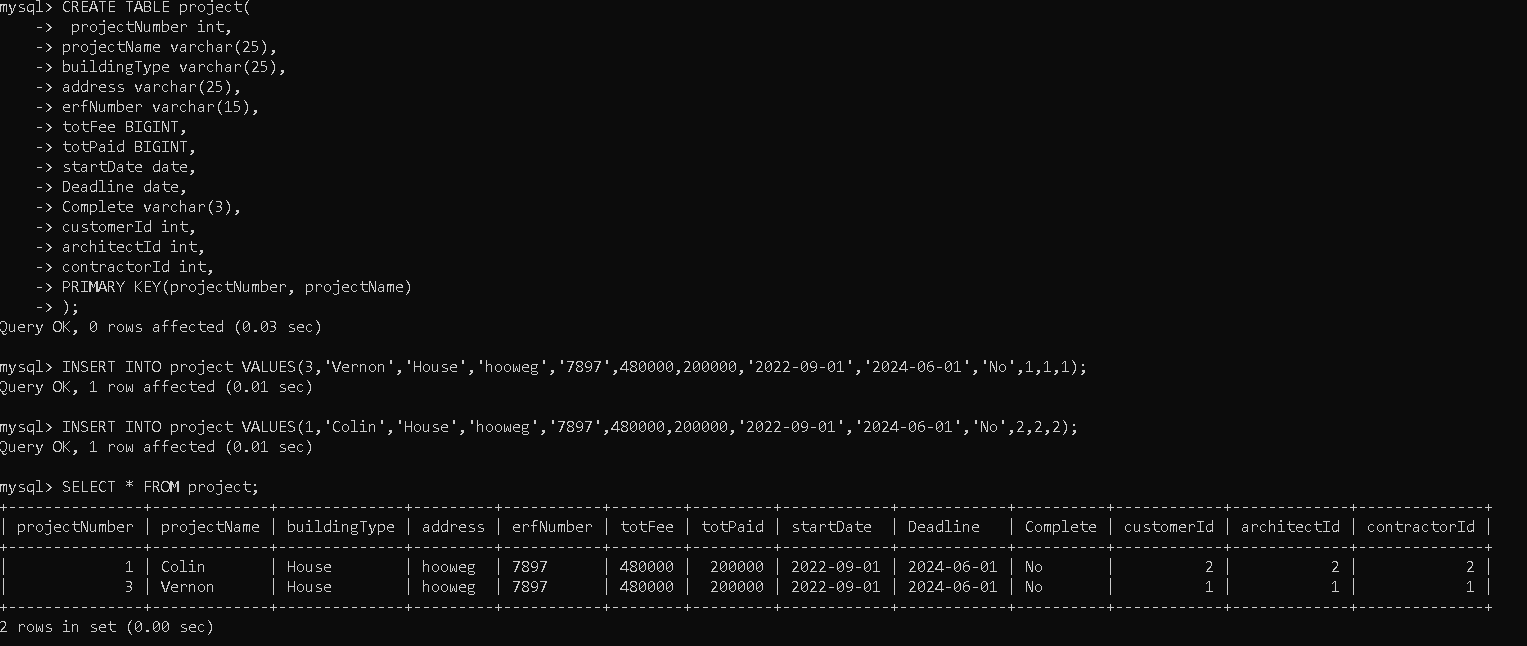 mysql> CREATE TABLE project(
    ->  projectNumber int,
    -> projectName varchar(25),
    -> buildingType varchar(25),
    -> address varchar(25),
    -> erfNumber varchar(15),
    -> totFee BIGINT,
    -> totPaid BIGINT,
    -> startDate date,
    -> Deadline date,
    -> Complete varchar(3),
    -> customerId int,
    -> architectId int,
    -> contractorId int,
    -> PRIMARY KEY(projectNumber, projectName)
    -> );
Query OK, 0 rows affected (0.03 sec)

mysql> INSERT INTO project VALUES(3,'Vernon','House','hooweg','7897',480000,200000,'2022-09-01','2024-06-01','No',1,1,1);
Query OK, 1 row affected (0.01 sec)

mysql> INSERT INTO project VALUES(1,'Colin','House','hooweg','7897',480000,200000,'2022-09-01','2024-06-01','No',2,2,2);
Query OK, 1 row affected (0.01 sec)

mysql> SELECT * FROM project;
+---------------+-------------+--------------+---------+-----------+--------+---------+------------+------------+----------+------------+-------------+--------------+
| projectNumber | projectName | buildingType | address | erfNumber | totFee | totPaid | startDate  | Deadline   | Complete | customerId | architectId | contractorId |
+---------------+-------------+--------------+---------+-----------+--------+---------+------------+------------+----------+------------+-------------+--------------+
|             1 | Colin       | House        | hooweg  | 7897      | 480000 |  200000 | 2022-09-01 | 2024-06-01 | No       |          2 |           2 |            2 |
|             3 | Vernon      | House        | hooweg  | 7897      | 480000 |  200000 | 2022-09-01 | 2024-06-01 | No       |          1 |           1 |            1 |
+---------------+-------------+--------------+---------+-----------+--------+---------+------------+------------+----------+------------+-------------+--------------+
2 rows in set (0.00 sec)